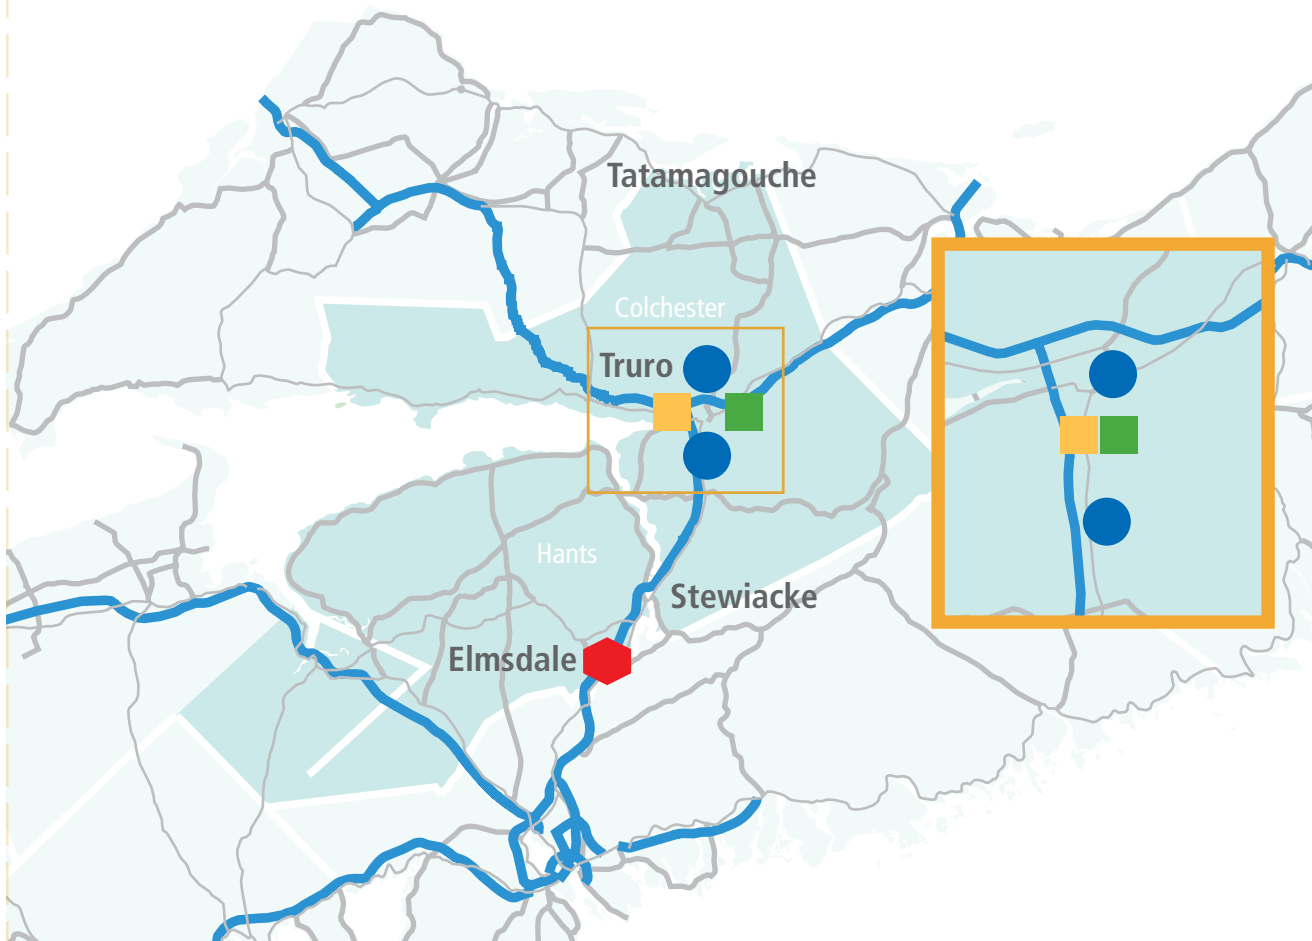 Tatamagouche
Colchester
Truro
Hants
Stewiacke
Elmsdale